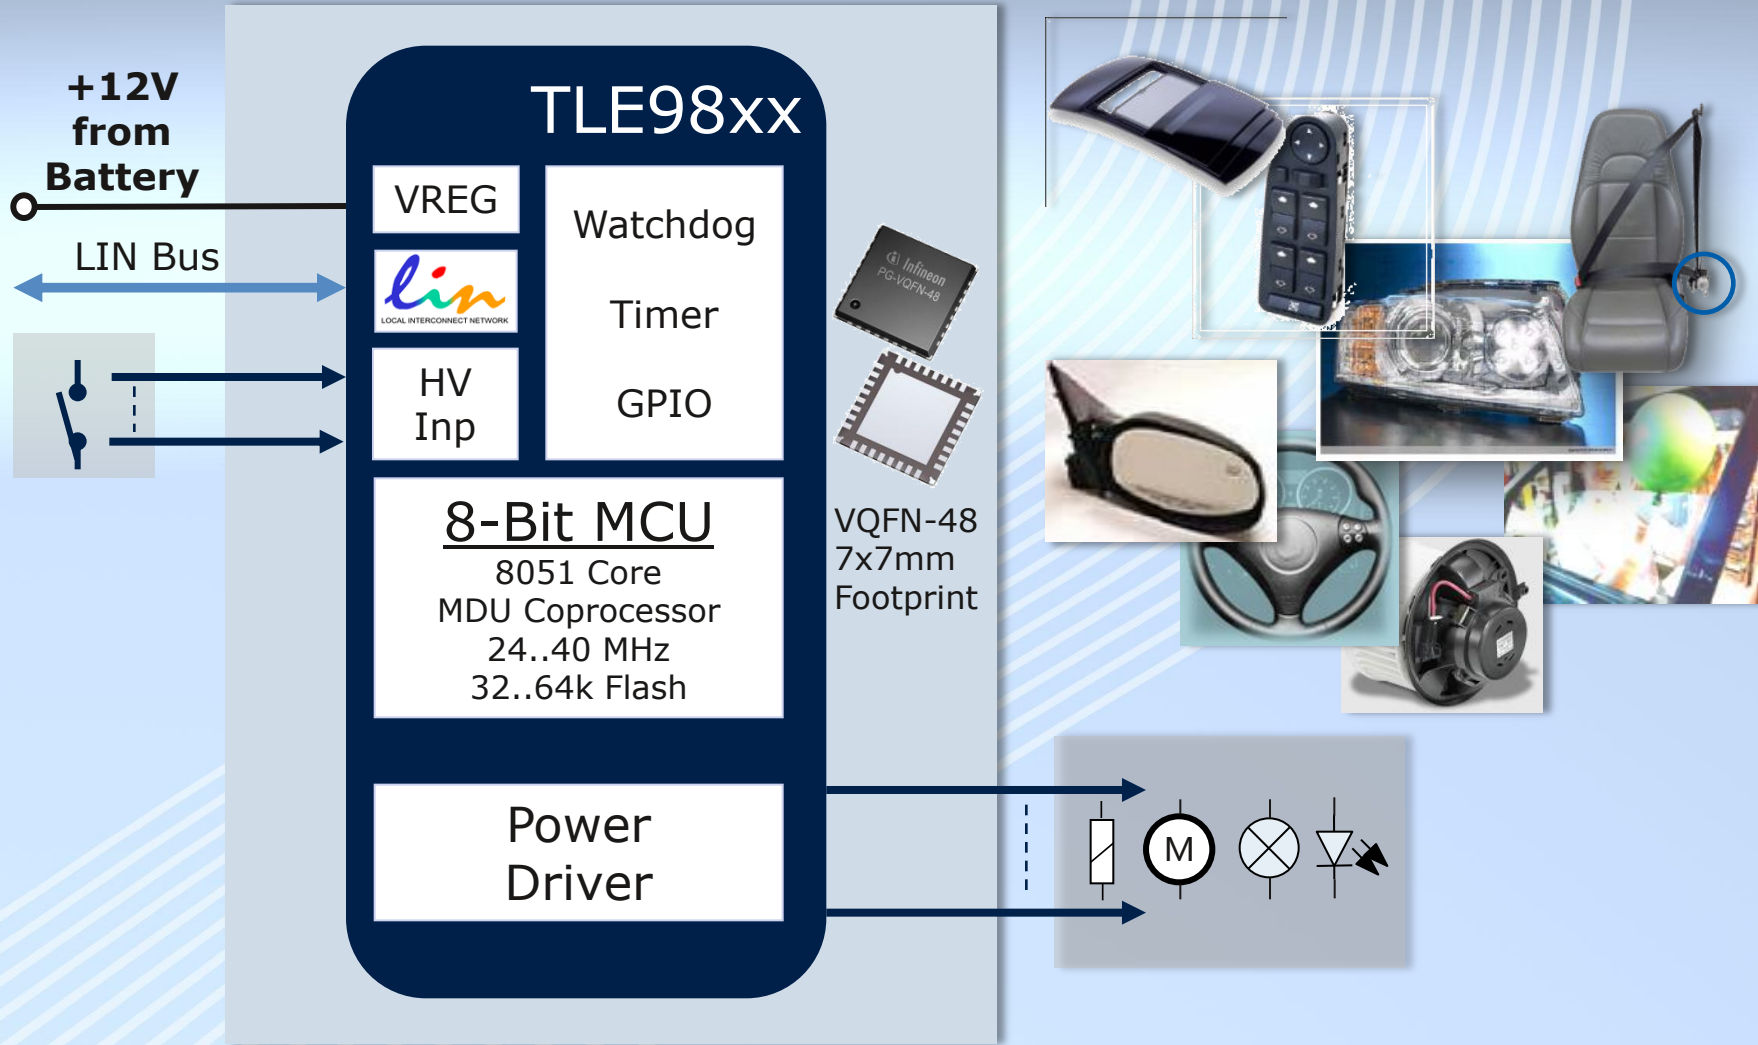 +12V
from
Battery
LIN Bus
TLE98xx
VREG
lin
LOCAL INTERCONNECT NETWORK
HV
Inp
Watchdog
Timer
GPIO
8-Bit MCU
8051 Core
MDU Coprocessor
24..40 MHz
32..64k Flash
Power
Driver
Infineon
PG-VQFN-48
VQFN-48
7x7mm
Footprint
M